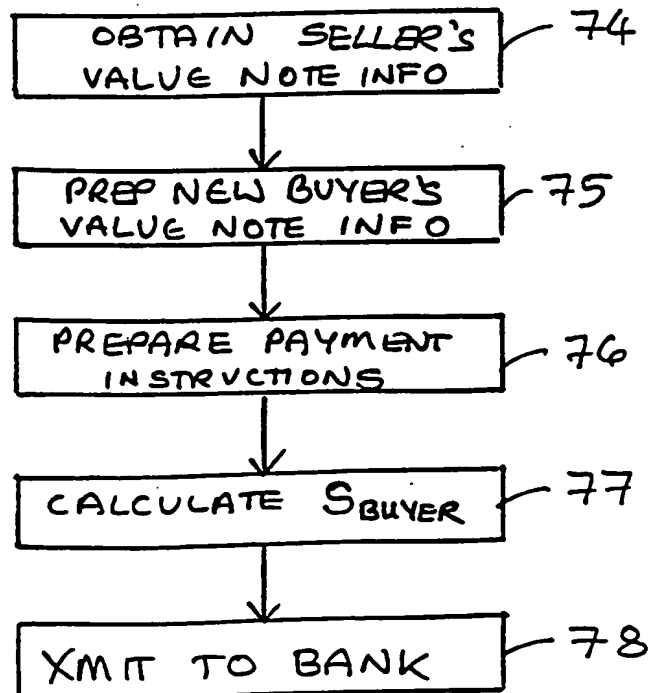 OBTAIN SELLER'S
VALUE NOTE INFO
74
PREP NEW BUYER'S
VALUE NOTE INFO
75
PREPARE PAYMENT
INSTRUCTIONS
76
CALCULATE SBUYER
77
XMIT TO BANK
78